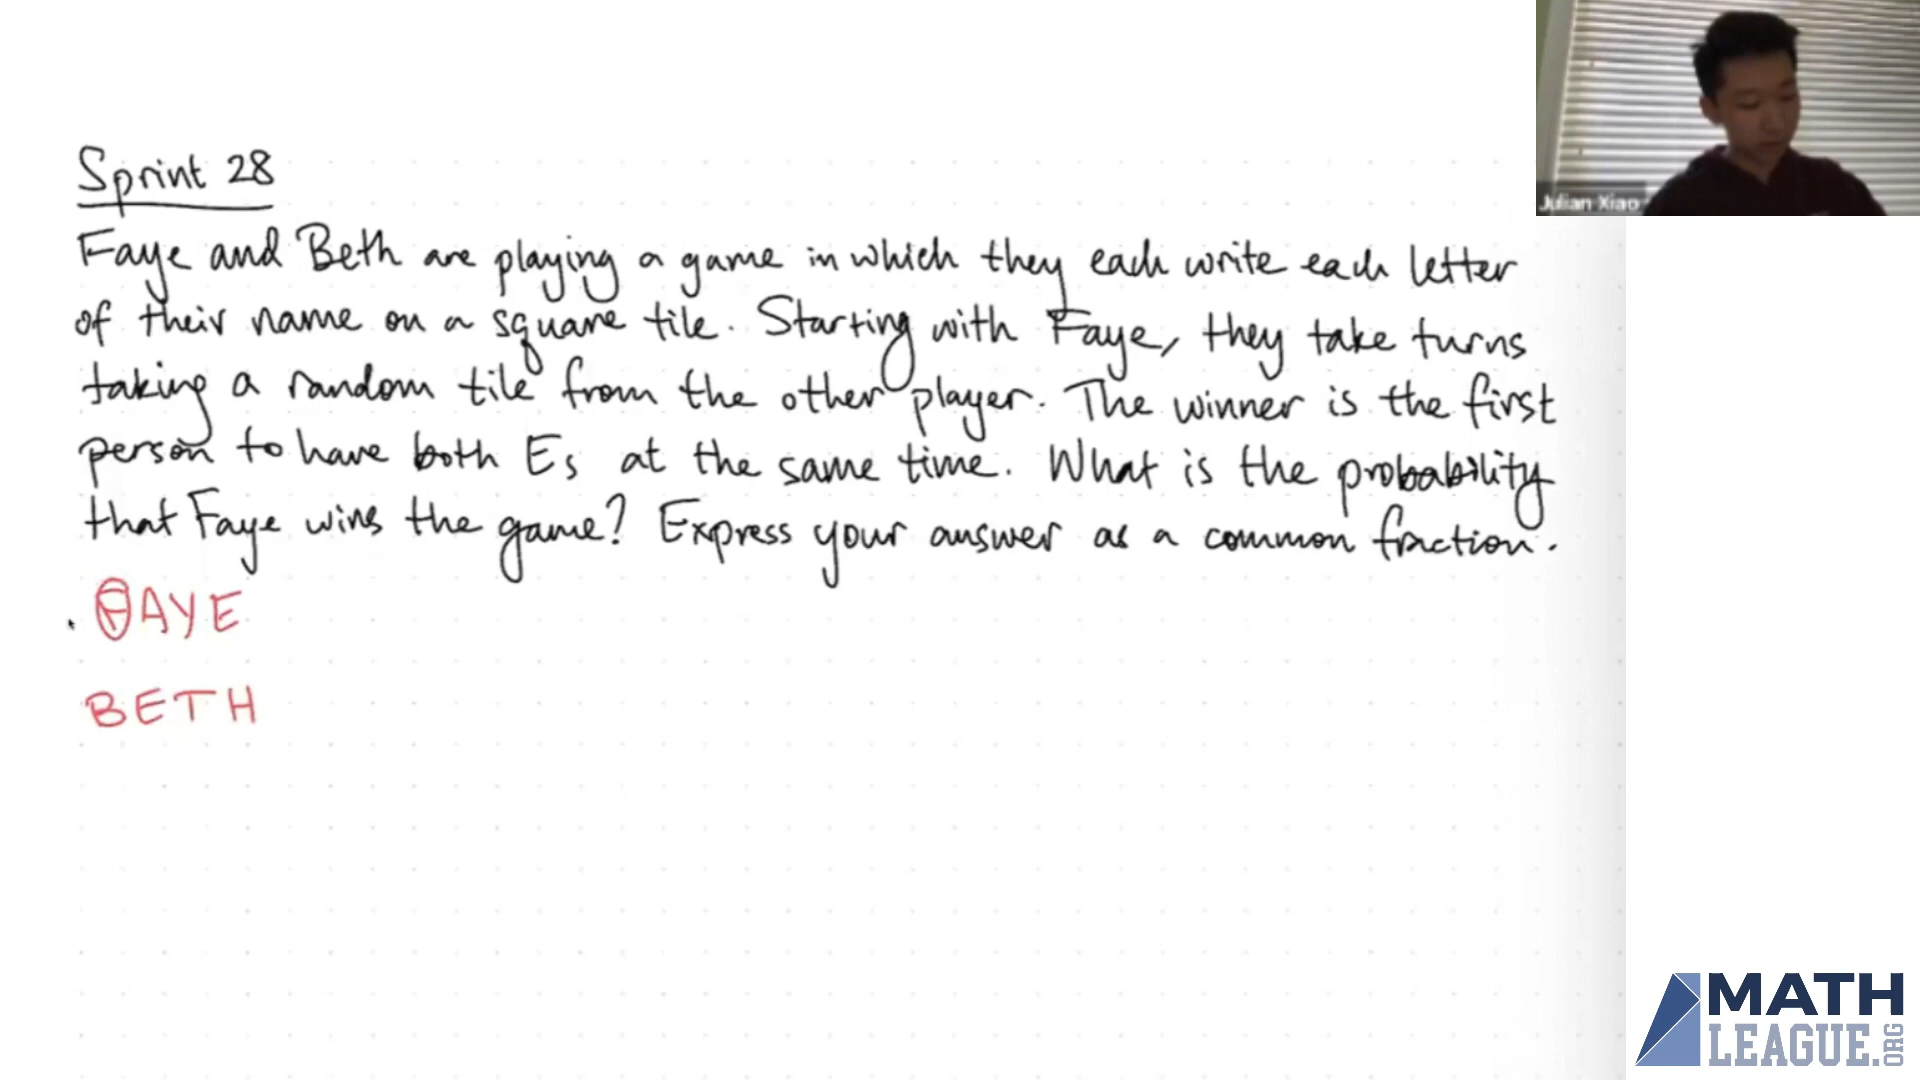 Julian Xiao
Sprint 28
Faye and Beth are playing a game in which they each write each letter
of their name on a square tile. Starting with Faye, they take turns
taking a random tile from the other player. The winner is the first
person to have both Es at the same time. What is the probability
that Faye wins the game? Express your answer as a common fraction.
FAYE
BETH
MATH
LEAGUE.ORG